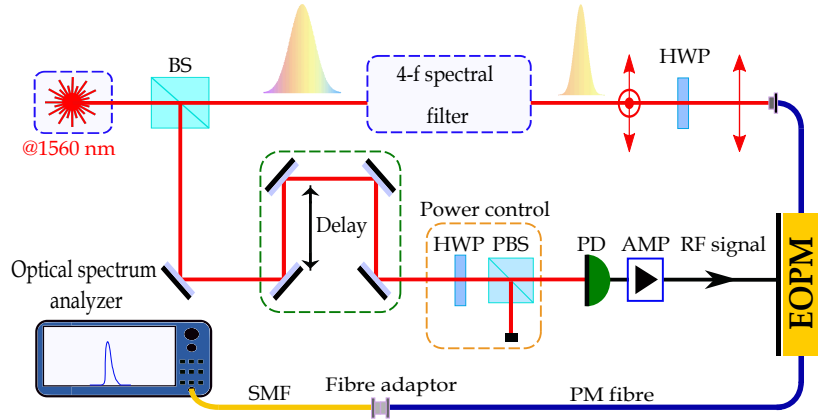 BS
4-f spectral
filter
HWP
@1560 nm
Delay
Power control
HWP PBS
PD
AMP
RF signal
EOPM
Optical spectrum
analyzer
SMF
Fibre adaptor
PM fibre